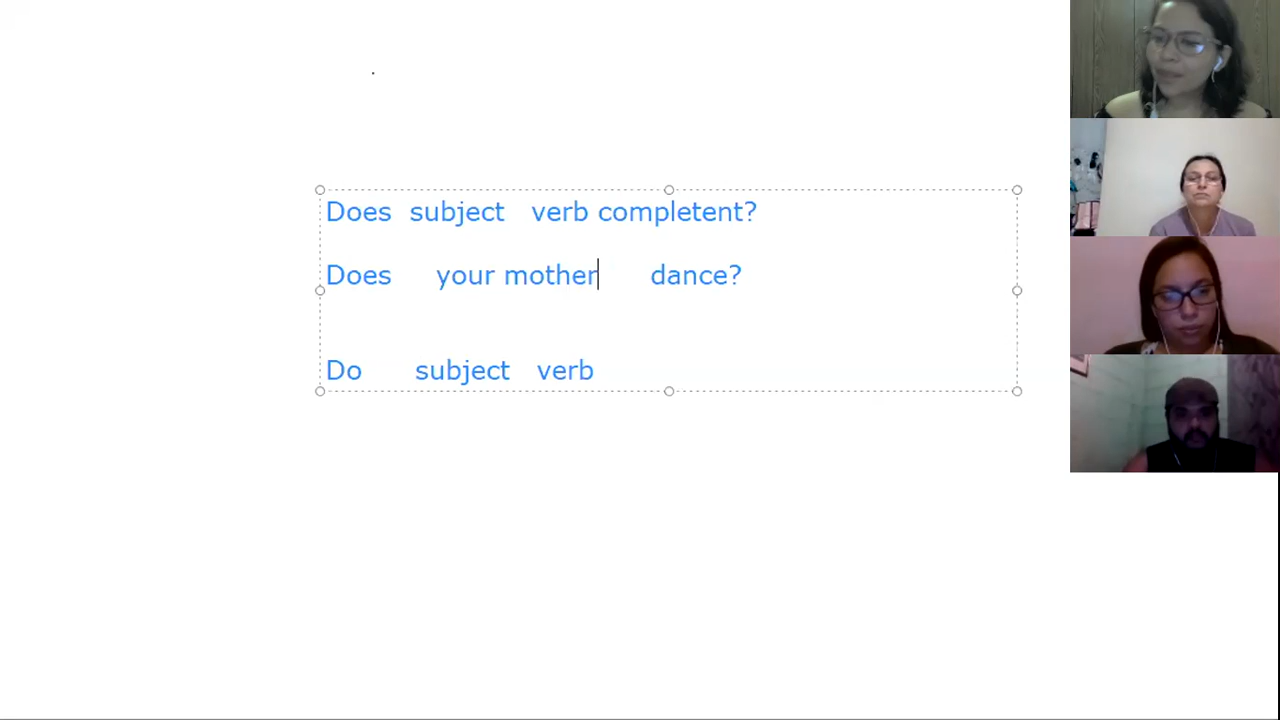 Does subject verb completent?
Does your mother dance?
Do subject verb